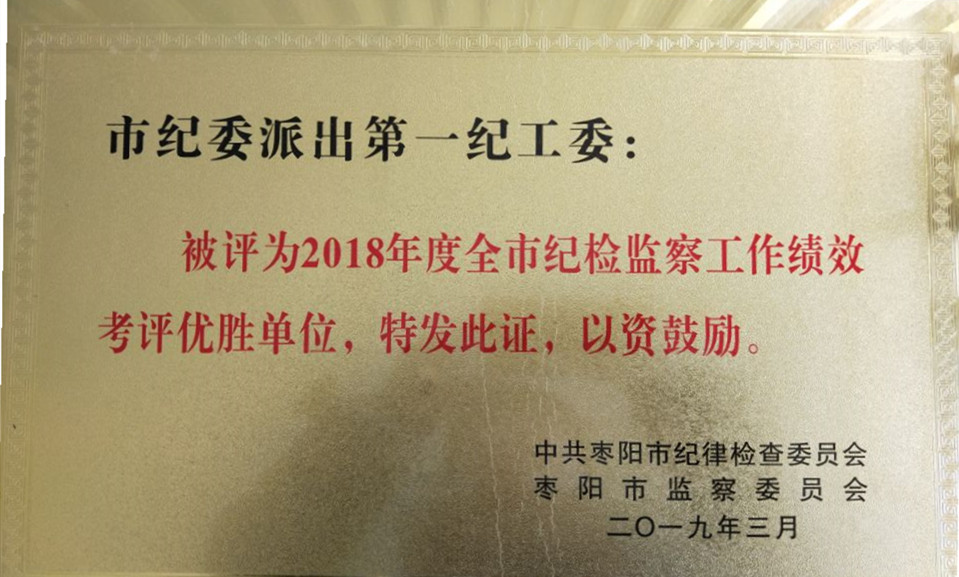 市纪委派出第一纪工委：
被评为2018年度全市纪检监察工作绩效
考评优胜单位，特发此证，以资鼓励。
中共枣阳市纪律检查委员会
枣阳市监察委员会
二〇一九年三月